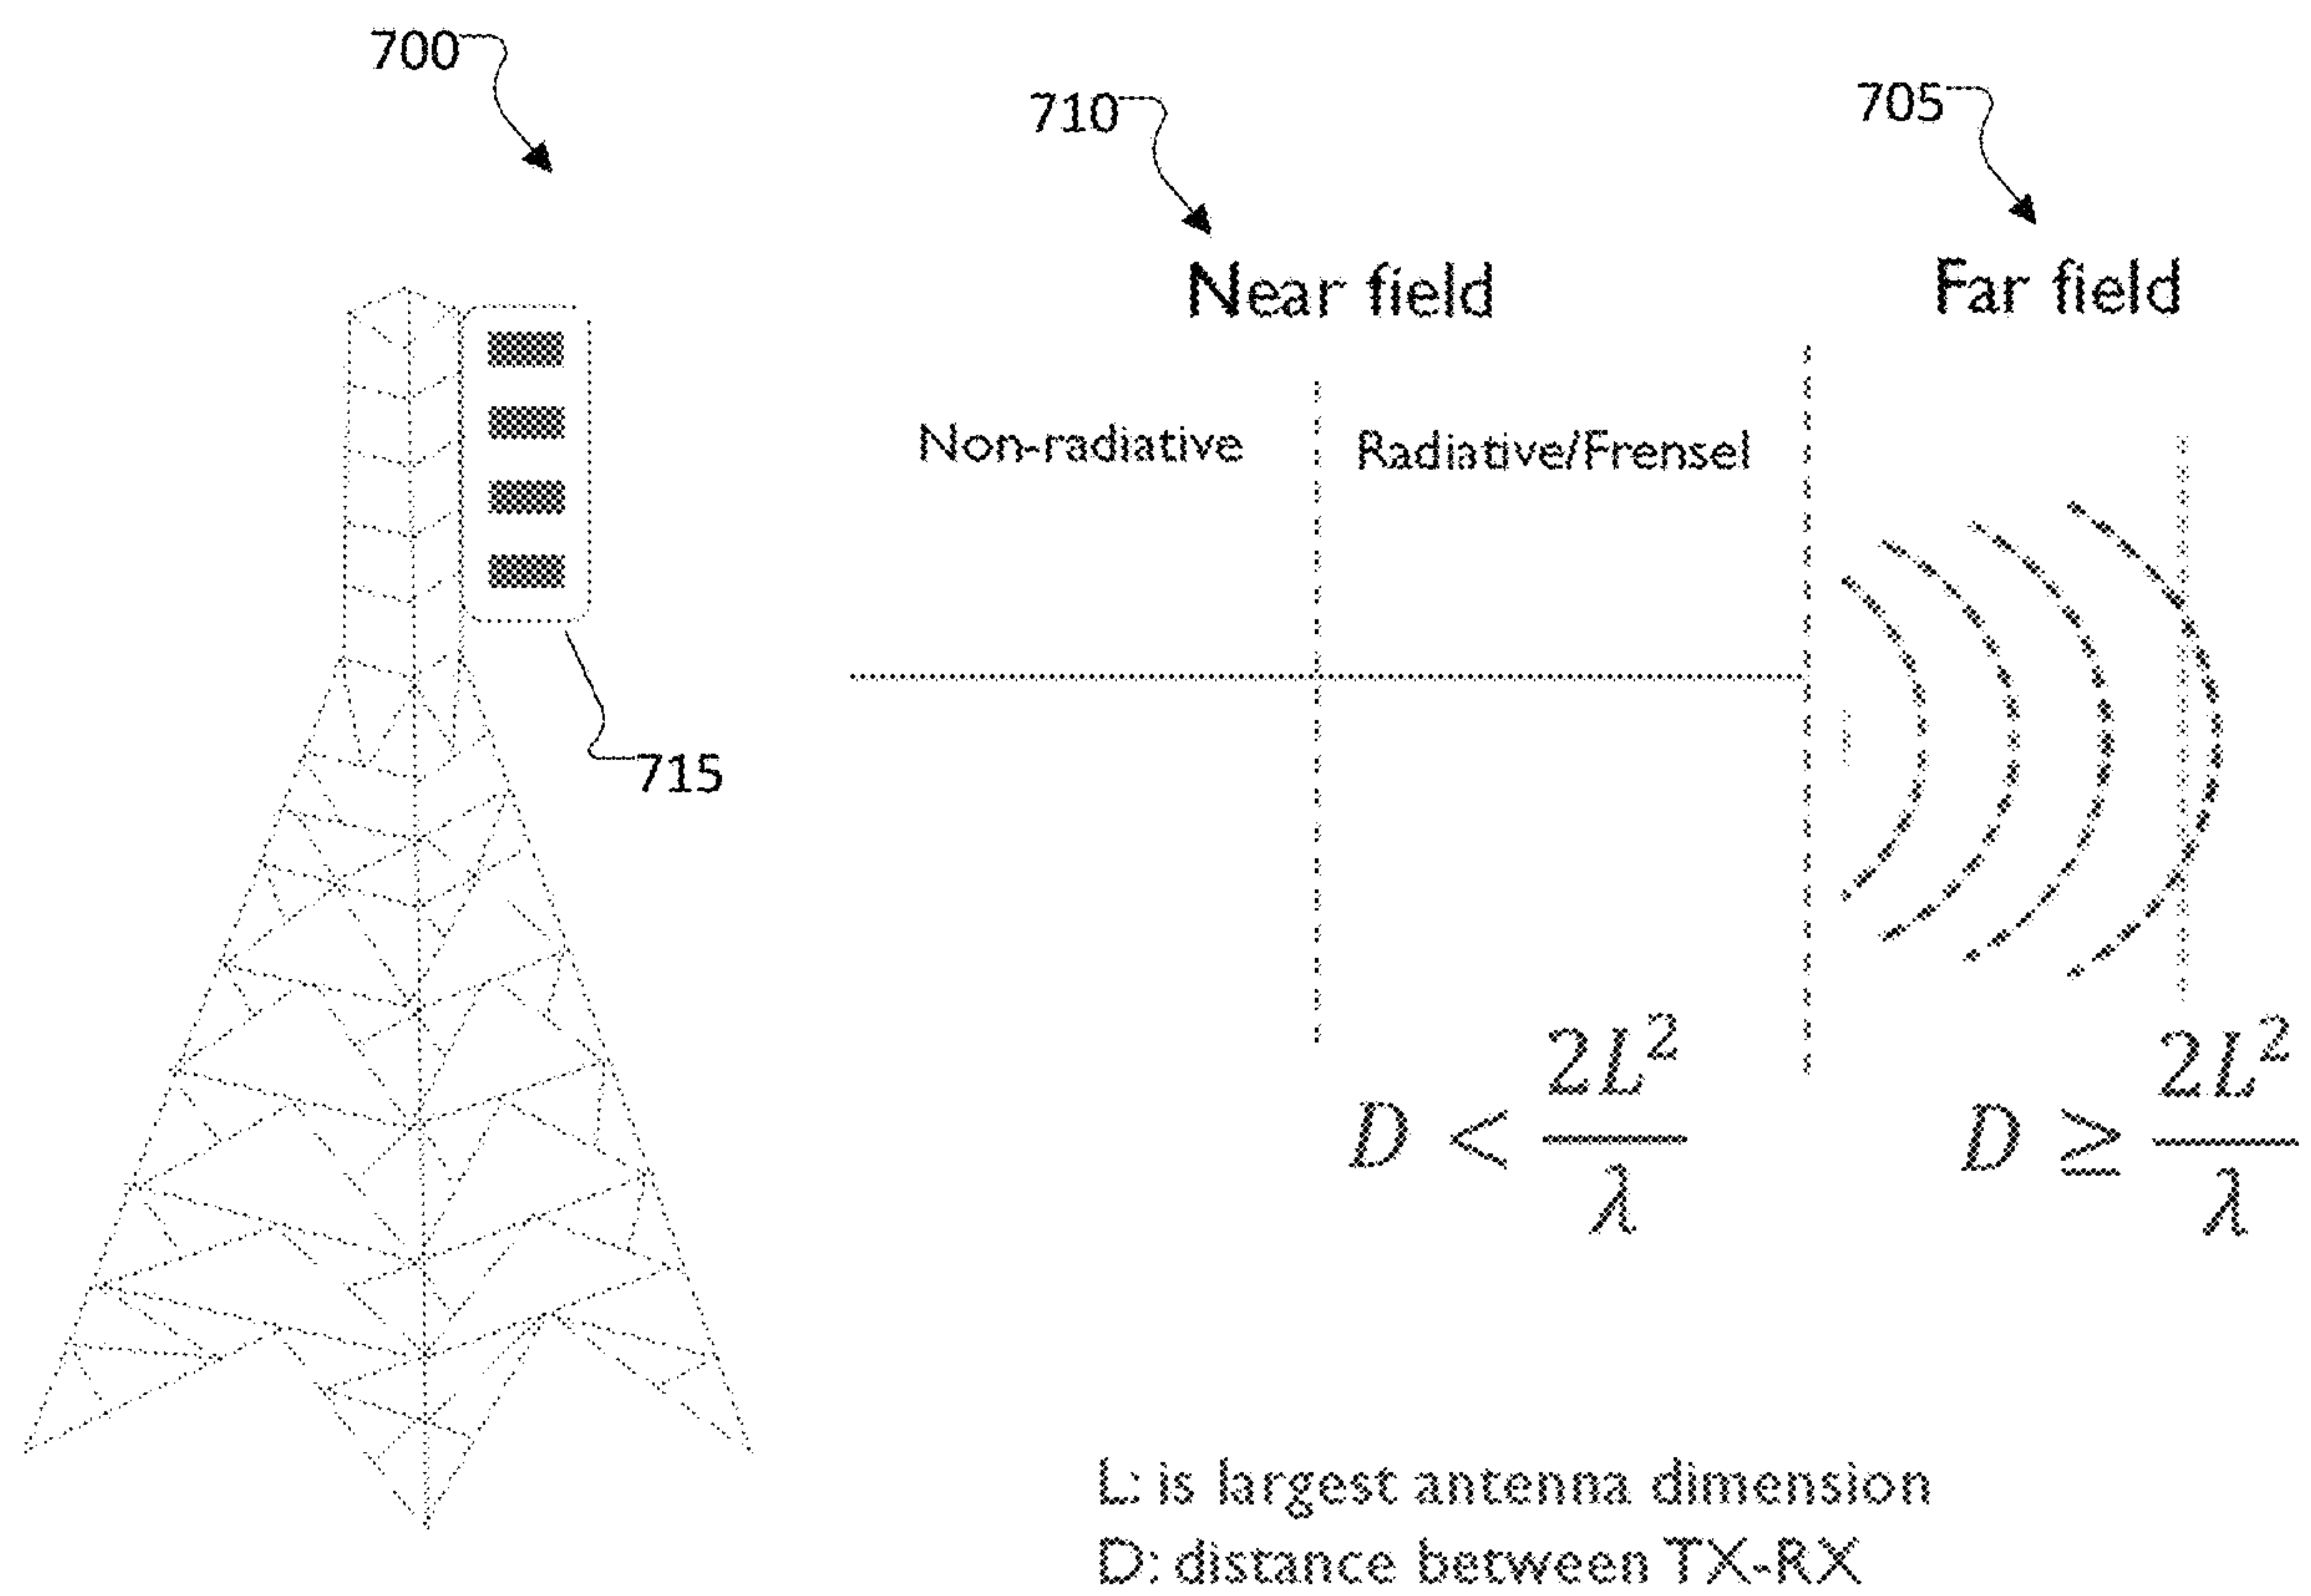 700
710
705
Near field
Far field
Non-radiative
Radiative/Frensel
715
D < 2L²/λ
D ≥ 2L²/λ
L: is largest antenna dimension
D: distance between TX-RX